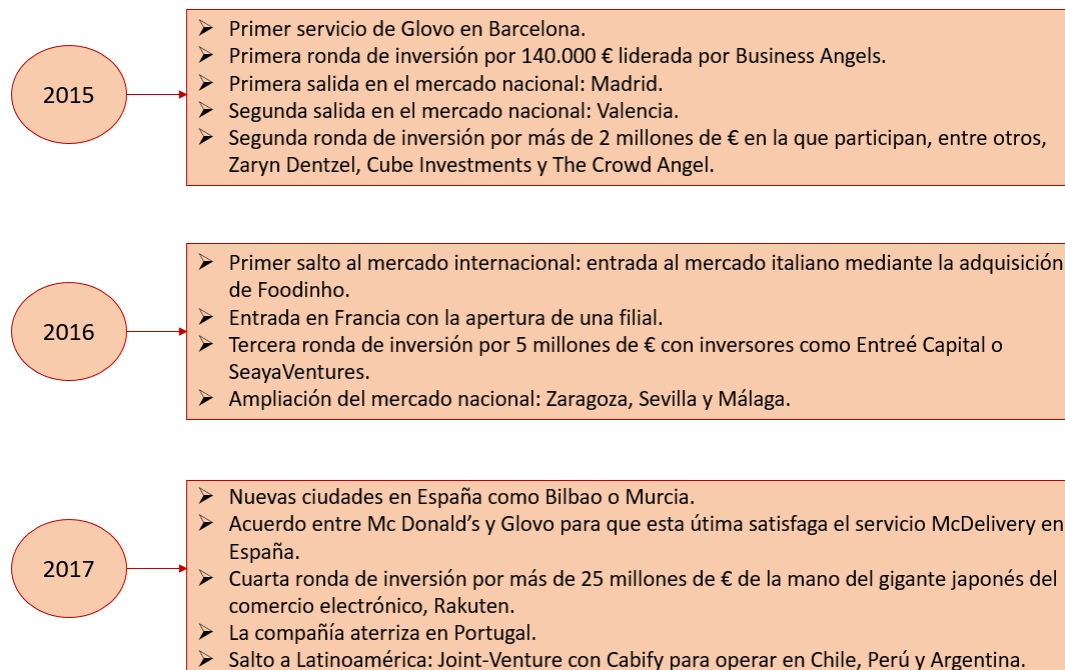 2015
➢ Primer servicio de Glovo en Barcelona.
➢ Primera ronda de inversión por 140.000 € liderada por Business Angels.
➢ Primera salida en el mercado nacional: Madrid.
➢ Segunda salida en el mercado nacional: Valencia.
➢ Segunda ronda de inversión por más de 2 millones de € en la que participan, entre otros,
Zaryn Dentzel, Cube Investments y The Crowd Angel.
2016
➢ Primer salto al mercado internacional: entrada al mercado italiano mediante la adquisición
de Foodinho.
➢ Entrada en Francia con la apertura de una filial.
➢ Tercera ronda de inversión por 5 millones de € con inversores como Entreé Capital o
SeayaVentures.
➢ Ampliación del mercado nacional: Zaragoza, Sevilla y Málaga.
2017
➢ Nuevas ciudades en España como Bilbao o Murcia.
➢ Acuerdo entre Mc Donald’s y Glovo para que esta útima satisfaga el servicio McDelivery en
España.
➢ Cuarta ronda de inversión por más de 25 millones de € de la mano del gigante japonés del
comercio electrónico, Rakuten.
➢ La compañía aterriza en Portugal.
➢ Salto a Latinoamérica: Joint-Venture con Cabify para operar en Chile, Perú y Argentina.